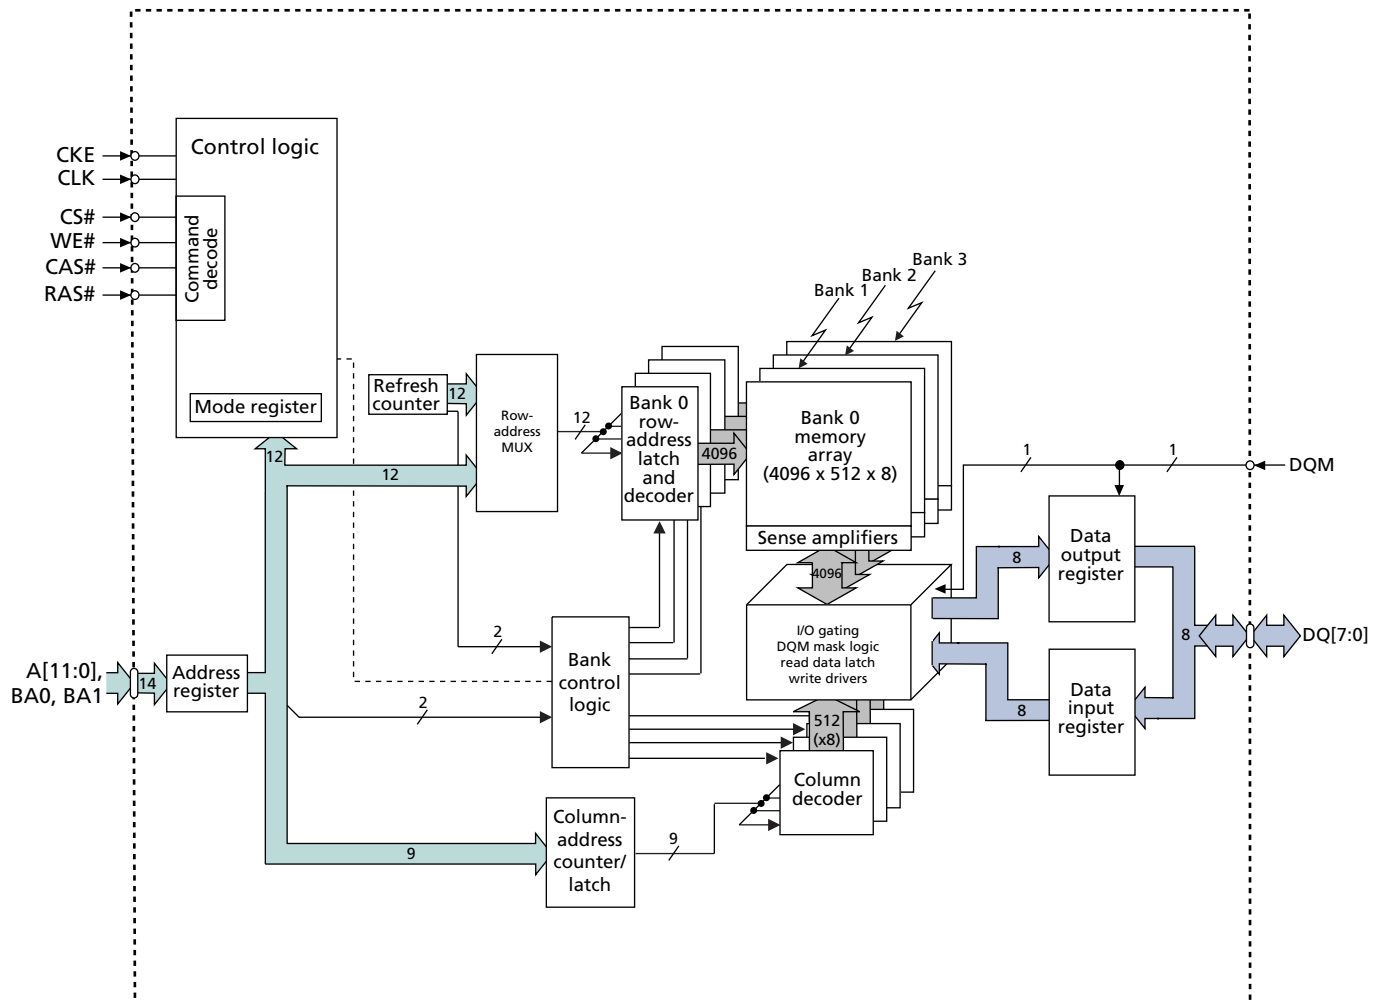 Control logic
CKE
CLK
CS#
WE#
CAS#
RAS#
Command
decode
Mode register
Bank 3
Bank 2
Bank 1
Refresh
counter
12
Row-
address
MUX
12
Bank 0
row-
address
latch
and
decoder
4096
Bank 0
memory
array
(4096 x 512 x 8)
Sense amplifiers
12
12
1
1
DQM
4096
Data
output
register
8
I/O gating
DQM mask logic
read data latch
write drivers
8
DQ[7:0]
2
Bank
control
logic
A[11:0],
BA0, BA1
14
Address
register
2
8
Data
input
register
512
(x8)
Column
decoder
Column-
address
counter/
latch
9
9